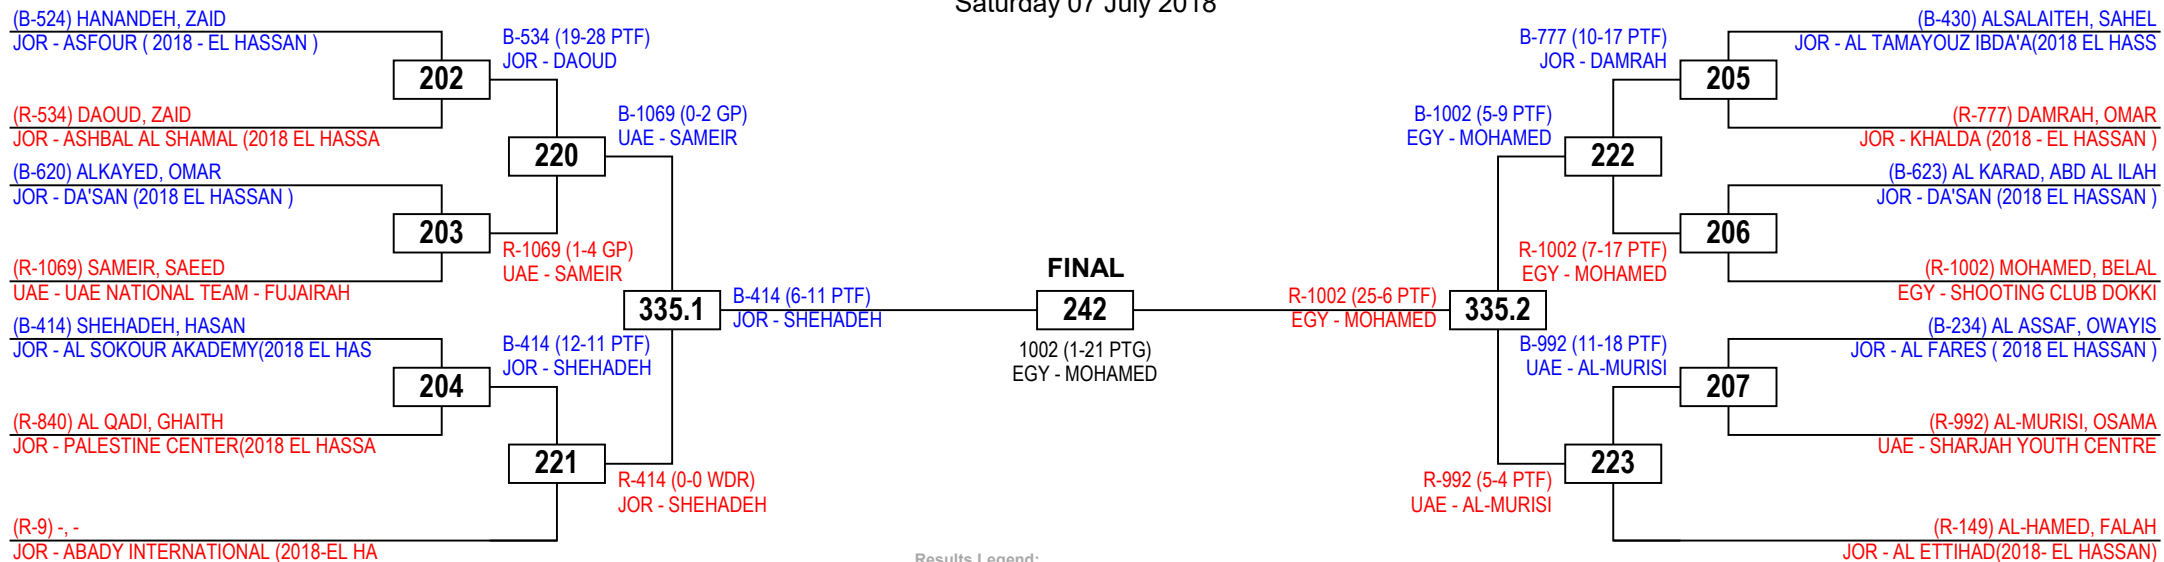 Saturday 07 July 2018
(B-524) HANANDEH, ZAID
JOR - ASFOUR ( 2018 - EL HASSAN )
202
(R-534) DAOUD, ZAID
JOR - ASHBAL AL SHAMAL (2018 EL HASSA
B-534 (19-28 PTF)
JOR - DAOUD
220
(B-620) ALKAYED, OMAR
JOR - DA'SAN (2018 EL HASSAN )
203
(R-1069) SAMEIR, SAEED
UAE - UAE NATIONAL TEAM - FUJAIRAH
R-1069 (1-4 GP)
UAE - SAMEIR
B-1069 (0-2 GP)
UAE - SAMEIR
335.1
(B-414) SHEHADEH, HASAN
JOR - AL SOKOUR AKADEMY(2018 EL HAS
204
(R-840) AL QADI, GHAITH
JOR - PALESTINE CENTER(2018 EL HASSA
B-414 (12-11 PTF)
JOR - SHEHADEH
221
(R-9) -, -
JOR - ABADY INTERNATIONAL (2018-EL HA
R-414 (0-0 WDR)
JOR - SHEHADEH
B-414 (6-11 PTF)
JOR - SHEHADEH
FINAL
242
1002 (1-21 PTG)
EGY - MOHAMED
R-1002 (25-6 PTF)
EGY - MOHAMED
335.2
B-1002 (5-9 PTF)
EGY - MOHAMED
222
B-777 (10-17 PTF)
JOR - DAMRAH
205
(B-430) ALSALAITEH, SAHEL
JOR - AL TAMAYOUZ IBDA'A(2018 EL HASS
(R-777) DAMRAH, OMAR
JOR - KHALDA (2018 - EL HASSAN )
R-1002 (7-17 PTF)
EGY - MOHAMED
206
(B-623) AL KARAD, ABD AL ILAH
JOR - DA'SAN (2018 EL HASSAN )
(R-1002) MOHAMED, BELAL
EGY - SHOOTING CLUB DOKKI
B-992 (11-18 PTF)
UAE - AL-MURISI
207
(B-234) AL ASSAF, OWAYIS
JOR - AL FARES ( 2018 EL HASSAN )
(R-992) AL-MURISI, OSAMA
UAE - SHARJAH YOUTH CENTRE
R-992 (5-4 PTF)
UAE - AL-MURISI
223
(R-149) AL-HAMED, FALAH
JOR - AL ETTIHAD(2018- EL HASSAN)
Results Legend: